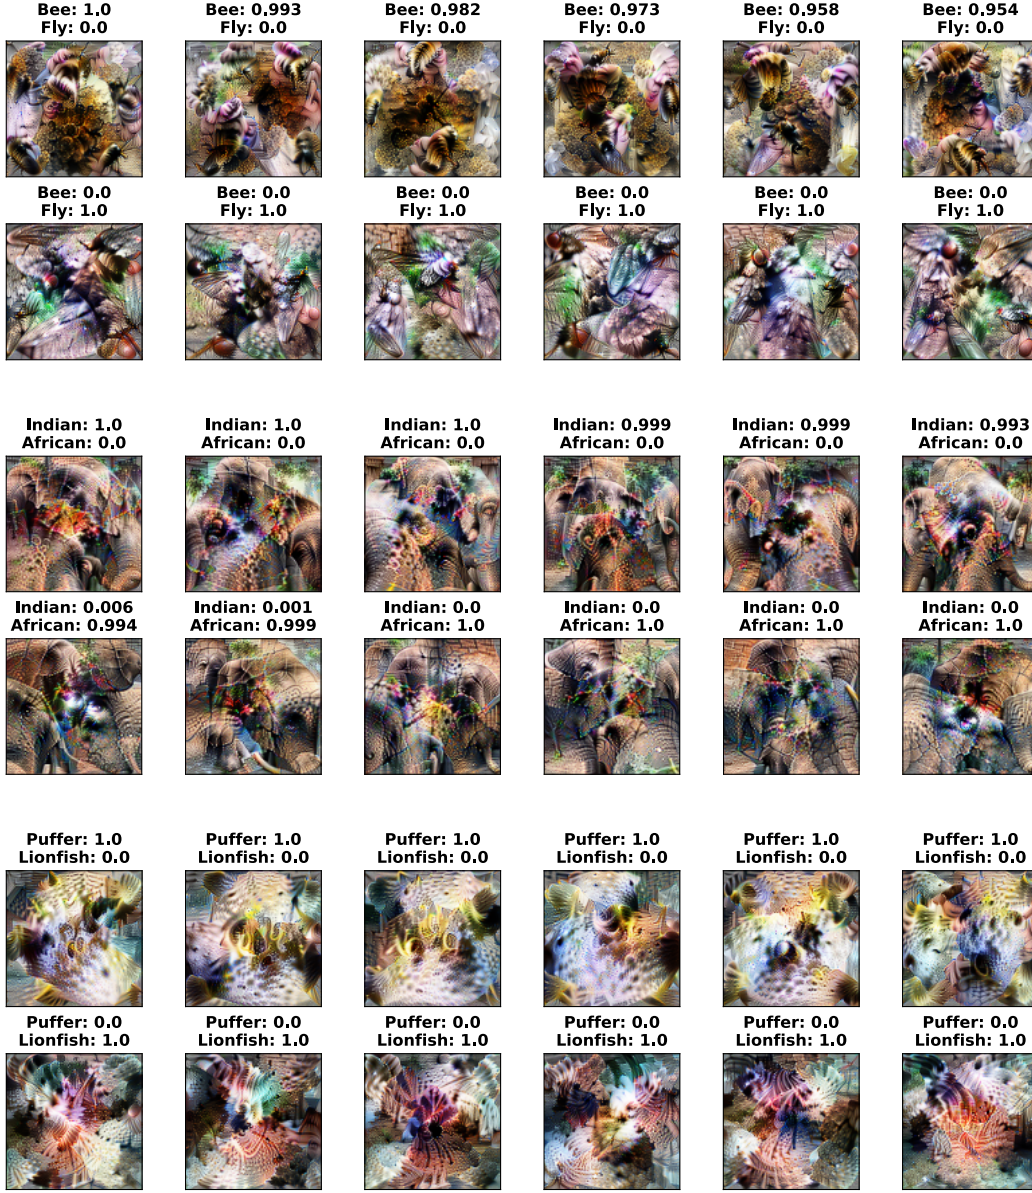 Bee: 1.0
Fly: 0.0
Bee: 0.993
Fly: 0.0
Bee: 0.982
Fly: 0.0
Bee: 0.973
Fly: 0.0
Bee: 0.958
Fly: 0.0
Bee: 0.954
Fly: 0.0
Bee: 0.0
Fly: 1.0
Bee: 0.0
Fly: 1.0
Bee: 0.0
Fly: 1.0
Bee: 0.0
Fly: 1.0
Bee: 0.0
Fly: 1.0
Bee: 0.0
Fly: 1.0
Indian: 1.0
African: 0.0
Indian: 1.0
African: 0.0
Indian: 1.0
African: 0.0
Indian: 0.999
African: 0.0
Indian: 0.999
African: 0.0
Indian: 0.993
African: 0.0
Indian: 0.006
African: 0.994
Indian: 0.001
African: 0.999
Indian: 0.0
African: 1.0
Indian: 0.0
African: 1.0
Indian: 0.0
African: 1.0
Indian: 0.0
African: 1.0
Puffer: 1.0
Lionfish: 0.0
Puffer: 1.0
Lionfish: 0.0
Puffer: 1.0
Lionfish: 0.0
Puffer: 1.0
Lionfish: 0.0
Puffer: 1.0
Lionfish: 0.0
Puffer: 1.0
Lionfish: 0.0
Puffer: 0.0
Lionfish: 1.0
Puffer: 0.0
Lionfish: 1.0
Puffer: 0.0
Lionfish: 1.0
Puffer: 0.0
Lionfish: 1.0
Puffer: 0.0
Lionfish: 1.0
Puffer: 0.0
Lionfish: 1.0